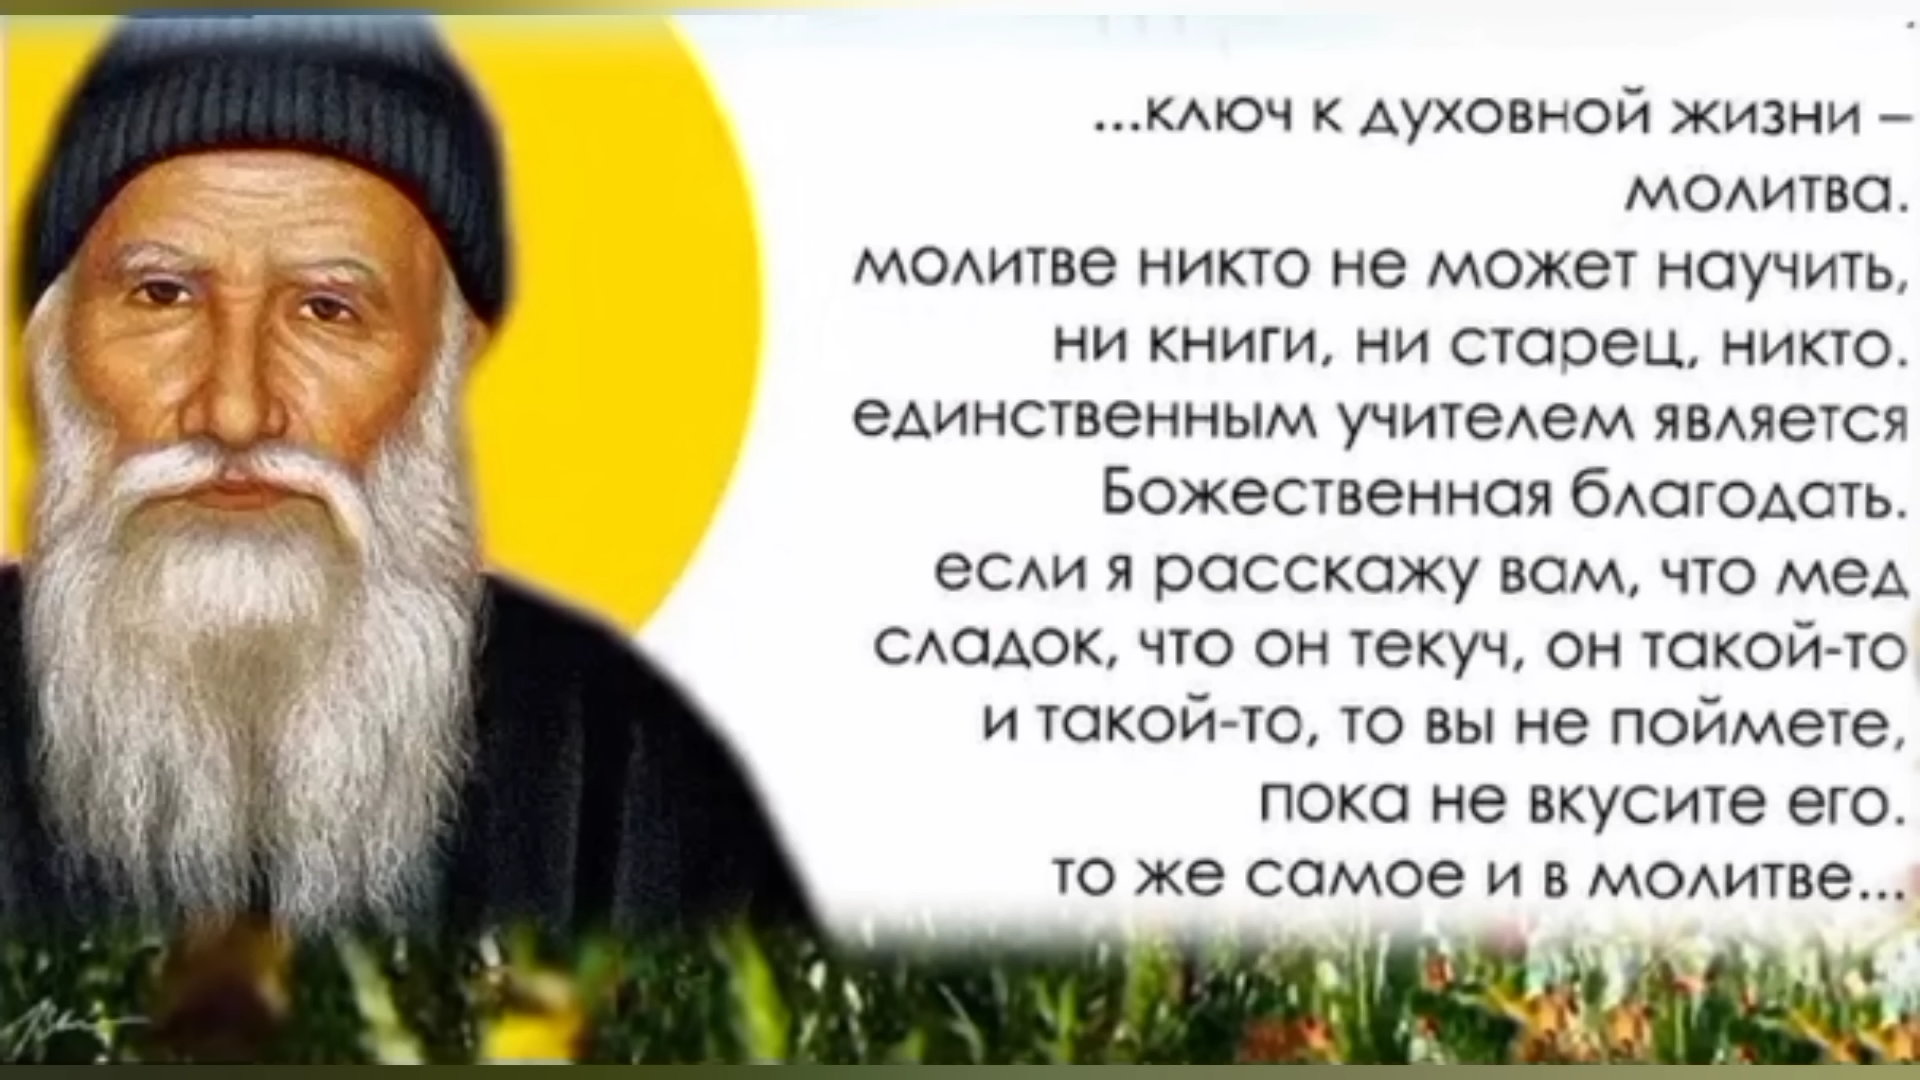 ...ключ к духовной жизни –
молитва.
молитве никто не может научить,
ни книги, ни старец, никто.
единственным учителем является
Божественная благодать.
если я расскажу вам, что мед
сладок, что он текуч, он такой-то
и такой-то, то вы не поймете,
пока не вкусите его.
то же самое и в молитве...